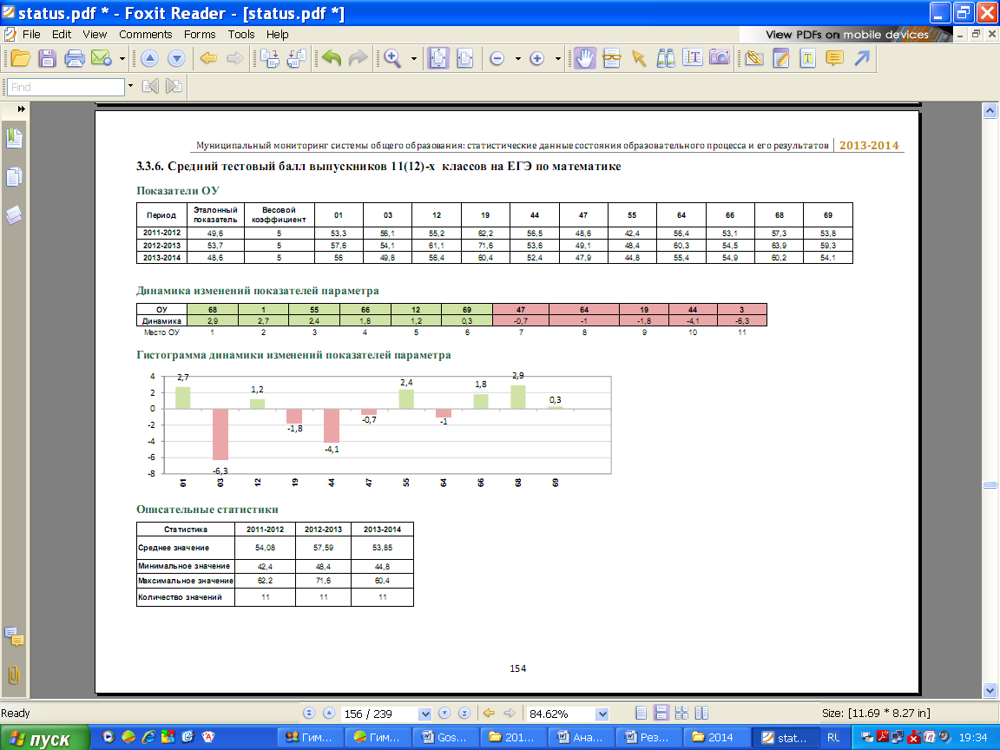 status.pdf * - Foxit Reader - [status.pdf *]
File Edit View Comments Forms Tools Help
View PDFs on mobile devices
Find
Муниципальный мониторинг системы общего образования: статистические данные состояния образовательного процесса и его результатов 2013-2014
3.3.6. Средний тестовый балл выпускников 11(12)-х классов на ЕГЭ по математике
Показатели ОУ
Период Эталонный показатель Весовой коэффициент 01 03 12 19 44 47 55 64 66 68 69
2011-2012 49,6 5 53,3 56,1 55,2 62,2 56,5 48,6 42,4 56,4 53,1 57,3 53,8
2012-2013 53,7 5 57,6 54,1 61,1 71,6 53,6 49,1 48,4 60,3 54,5 63,9 59,3
2013-2014 48,6 5 56 49,8 56,4 60,4 52,4 47,9 44,8 55,4 54,9 60,2 54,1
Динамика изменений показателей параметра
ОУ 68 1 55 66 12 69 47 64 19 44 3
Динамика 2,9 2,7 2,4 1,8 1,2 0,3 -0,7 -1 -1,8 -4,1 -6,3
Место ОУ 1 2 3 4 5 6 7 8 9 10 11
Гистограмма динамики изменений показателей параметра
4
2
0
-2
-4
-6
-8
2,7 -6,3 1,2 -1,8 -4,1 -0,7 2,4 -1 1,8 2,9 0,3
01 03 12 19 44 47 55 64 66 68 69
Описательные статистики
Статистика 2011-2012 2012-2013 2013-2014
Среднее значение 54,08 57,59 53,85
Минимальное значение 42,4 48,4 44,8
Максимальное значение 62,2 71,6 60,4
Количество значений 11 11 11
154
Ready 156 / 239 84.62% Size: [11.69 * 8.27 in]
пуск Гим... Гим... Gos... 201... Ана... Рез... 2014 stat... RU 19:34